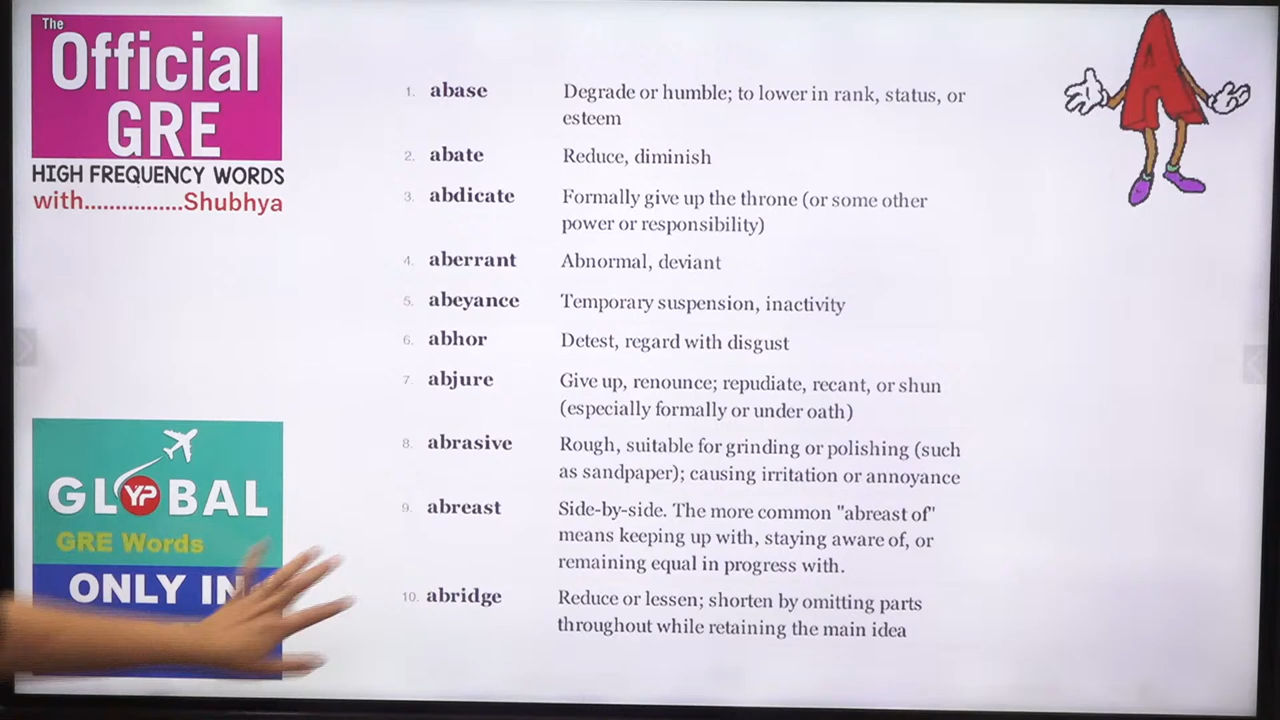 The
Official
GRE
HIGH FREQUENCY WORDS
with................Shubhya
1. abase Degrade or humble; to lower in rank, status, or
esteem
2. abate Reduce, diminish
3. abdicate Formally give up the throne (or some other
power or responsibility)
4. aberrant Abnormal, deviant
5. abeyance Temporary suspension, inactivity
6. abhor Detest, regard with disgust
7. abjure Give up, renounce; repudiate, recant, or shun
(especially formally or under oath)
8. abrasive Rough, suitable for grinding or polishing (such
as sandpaper); causing irritation or annoyance
9. abreast Side-by-side. The more common "abreast of"
means keeping up with, staying aware of, or
remaining equal in progress with.
10. abridge Reduce or lessen; shorten by omitting parts
throughout while retaining the main idea
A
GL YP BAL
GRE Words
ONLY IN